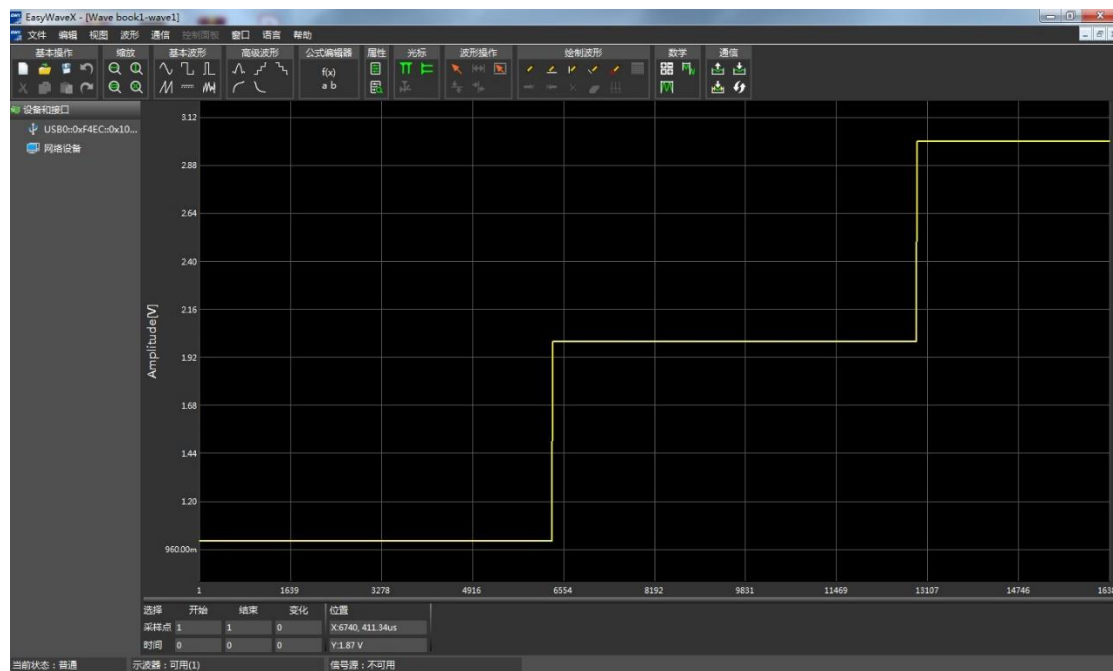 EasyWaveX - [Wave book1-wave1]
文件 编辑 视图 波形 通信 控制面板 窗口 语言 帮助
基本操作 缩放 基本波形 高级波形 公式编辑器 属性 光标 波形操作 绘制波形 数学 通信
f(x)
a b
设备和接口
USB0::0xF4EC::0x10...
网络设备
3.12
2.88
2.64
2.40
2.16
1.92
1.68
1.44
1.20
960.00m
Amplitude[V]
1 1639 3278 4916 6554 8192 9831 11469 13107 14746 1638
选择 开始 结束 变化 位置
采样点 1 1 0 X:6740, 411.34us
时间 0 0 0 Y:1.87 V
当前状态：普通 示波器：可用(1) 信号源：不可用